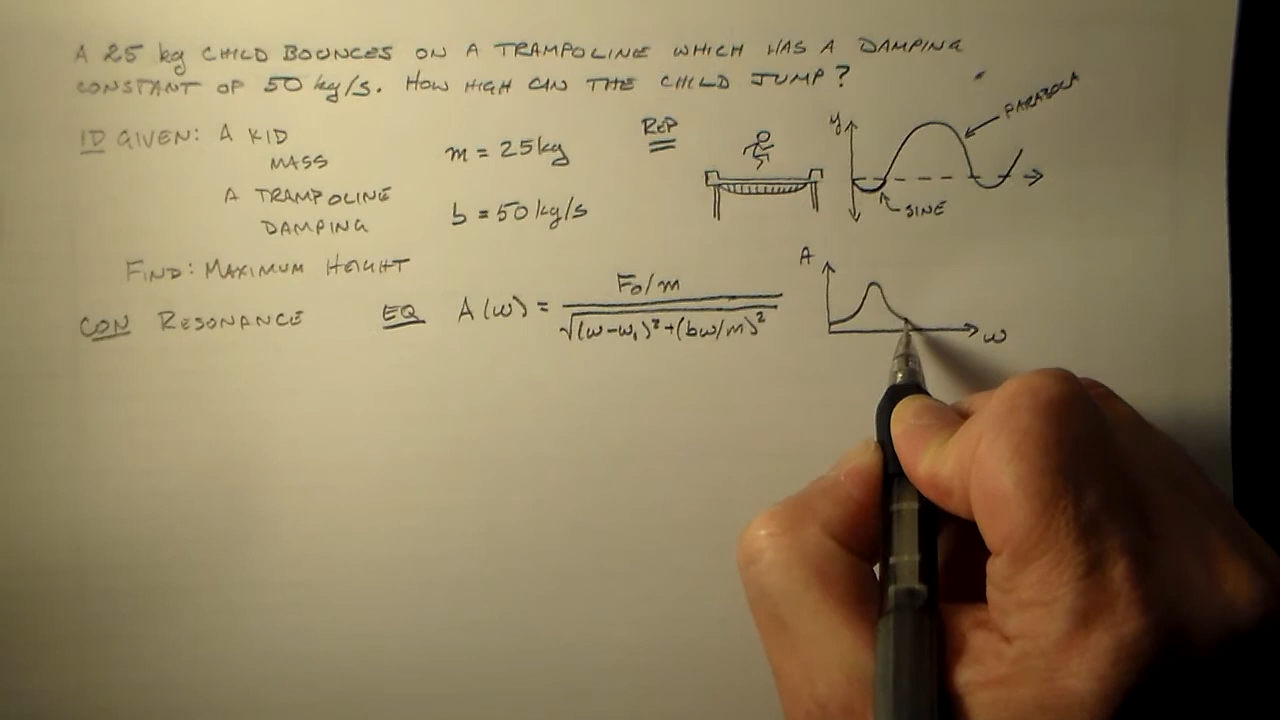 A 25 kg CHILD BOUNCES ON A TRAMPOLINE WHICH HAS A DAMPING
CONSTANT OF 50 kg/s. HOW HIGH CAN THE CHILD JUMP?
ID GIVEN: A KID
MASS
m = 25 kg
A TRAMPOLINE
DAMPING
b = 50 kg/s
REP
y
PARABOLA
SINE
FIND: MAXIMUM HEIGHT
CON RESONANCE
EQ A(ω) = F₀/m / √(ω-ω₁)²+(bω/m)²
A
ω